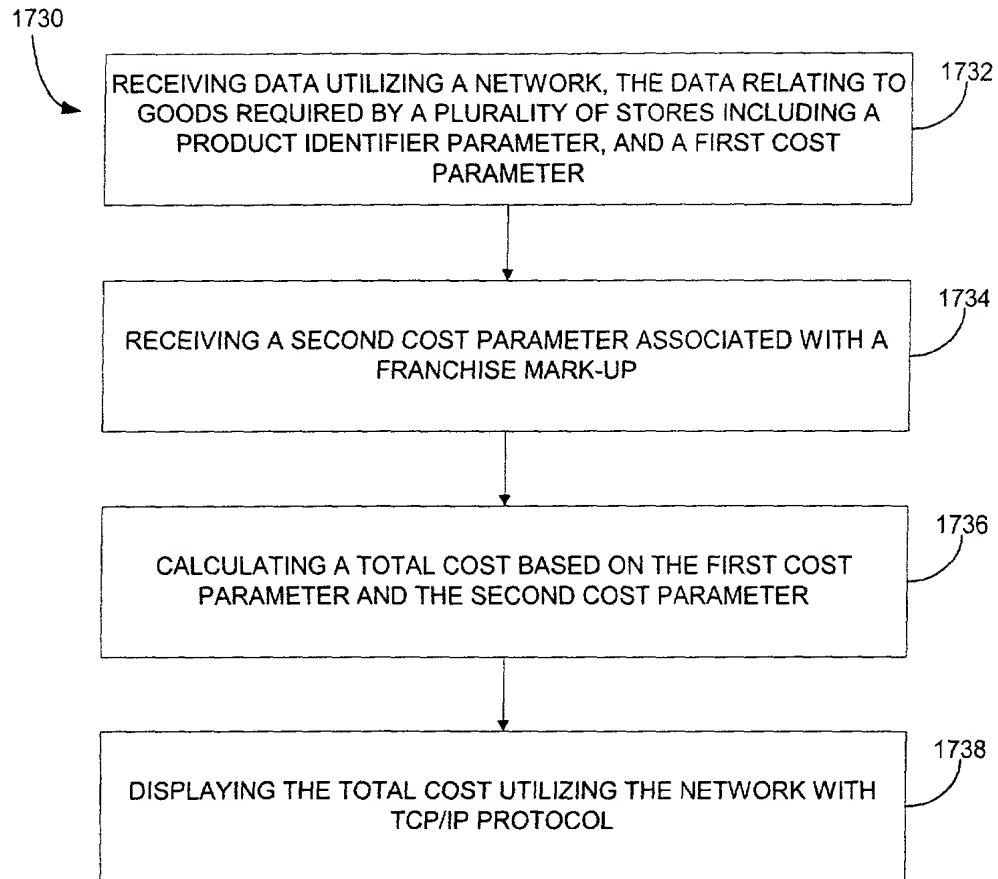 1730
RECEIVING DATA UTILIZING A NETWORK, THE DATA RELATING TO
GOODS REQUIRED BY A PLURALITY OF STORES INCLUDING A
PRODUCT IDENTIFIER PARAMETER, AND A FIRST COST
PARAMETER
1732
RECEIVING A SECOND COST PARAMETER ASSOCIATED WITH A
FRANCHISE MARK-UP
1734
CALCULATING A TOTAL COST BASED ON THE FIRST COST
PARAMETER AND THE SECOND COST PARAMETER
1736
DISPLAYING THE TOTAL COST UTILIZING THE NETWORK WITH
TCP/IP PROTOCOL
1738